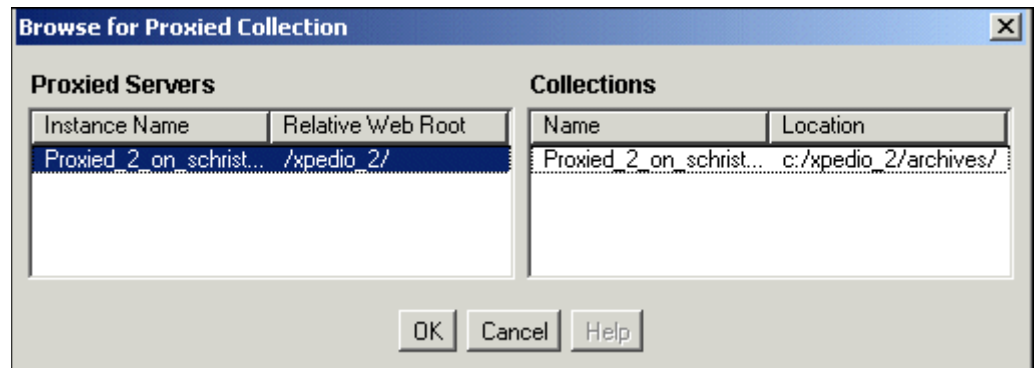 Browse for Proxied Collection
Proxied Servers Collections
Instance Name Relative Web Root Name Location
Proxied_2_on_schrist... /xpedio_2/ Proxied_2_on_schrist... c:/xpedio_2/archives/
OK Cancel Help